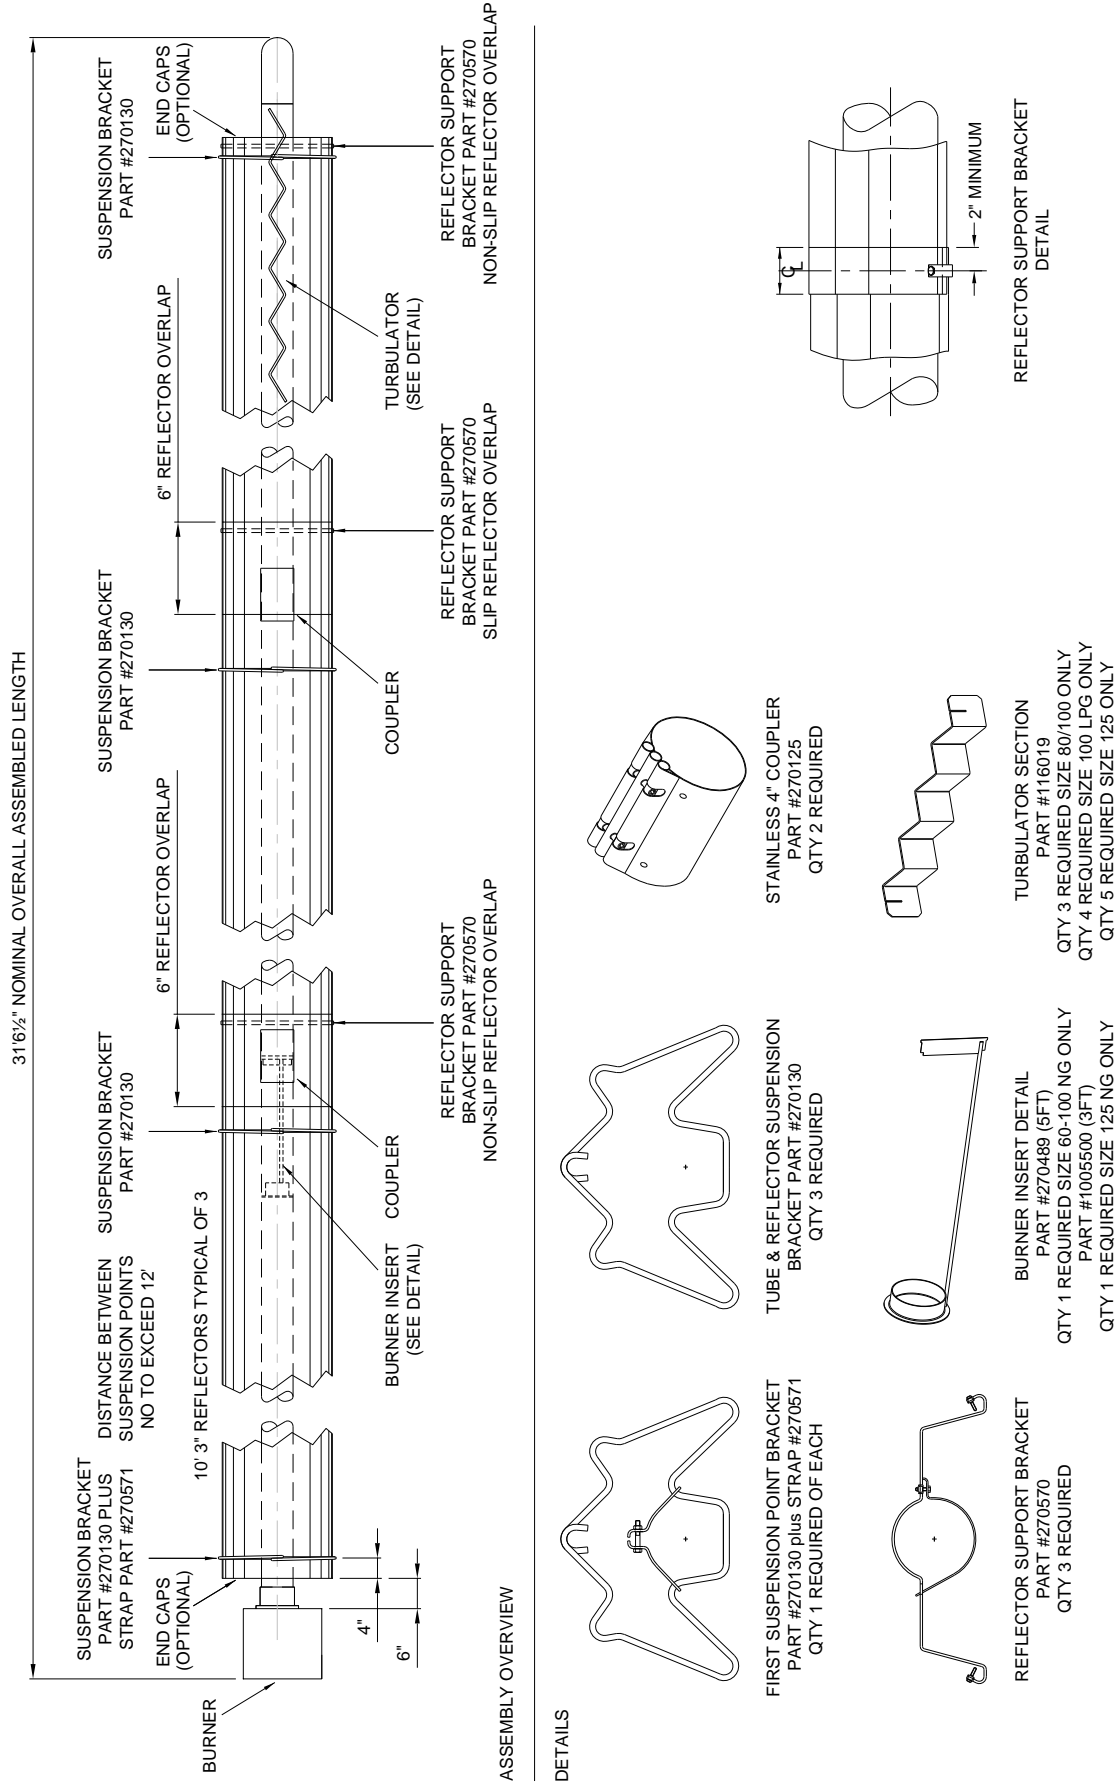 31'6½" NOMINAL OVERALL ASSEMBLED LENGTH
SUSPENSION BRACKET
PART #270130 PLUS
STRAP PART #270571
DISTANCE BETWEEN
SUSPENSION POINTS
NO TO EXCEED 12'
SUSPENSION BRACKET
PART #270130
6" REFLECTOR OVERLAP
SUSPENSION BRACKET
PART #270130
6" REFLECTOR OVERLAP
SUSPENSION BRACKET
PART #270130
END CAPS
(OPTIONAL)
END CAPS
(OPTIONAL)
10' 3" REFLECTORS TYPICAL OF 3
BURNER
4"
6"
BURNER INSERT
(SEE DETAIL)
COUPLER
REFLECTOR SUPPORT
BRACKET PART #270570
NON-SLIP REFLECTOR OVERLAP
COUPLER
REFLECTOR SUPPORT
BRACKET PART #270570
SLIP REFLECTOR OVERLAP
TURBULATOR
(SEE DETAIL)
REFLECTOR SUPPORT
BRACKET PART #270570
NON-SLIP REFLECTOR OVERLAP
ASSEMBLY OVERVIEW
DETAILS
FIRST SUSPENSION POINT BRACKET
PART #270130 plus STRAP #270571
QTY 1 REQUIRED OF EACH
TUBE & REFLECTOR SUSPENSION
BRACKET PART #270130
QTY 3 REQUIRED
STAINLESS 4" COUPLER
PART #270125
QTY 2 REQUIRED
CL
2" MINIMUM
REFLECTOR SUPPORT BRACKET
DETAIL
REFLECTOR SUPPORT BRACKET
PART #270570
QTY 3 REQUIRED
BURNER INSERT DETAIL
PART #270489 (5FT)
QTY 1 REQUIRED SIZE 60-100 NG ONLY
PART #1005500 (3FT)
QTY 1 REQUIRED SIZE 125 NG ONLY
TURBULATOR SECTION
PART #116019
QTY 3 REQUIRED SIZE 80/100 ONLY
QTY 4 REQUIRED SIZE 100 LPG ONLY
QTY 5 REQUIRED SIZE 125 ONLY